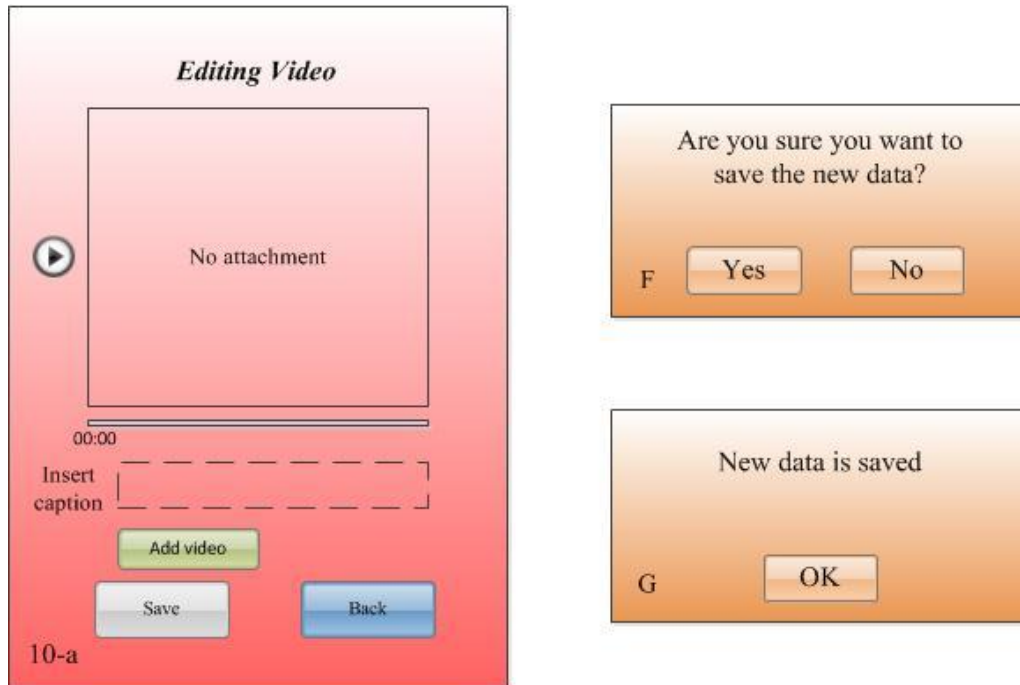 Editing Video
No attachment
00:00
Insert
caption
Add video
Save
Back
10-a
Are you sure you want to
save the new data?
Yes
No
F
New data is saved
OK
G